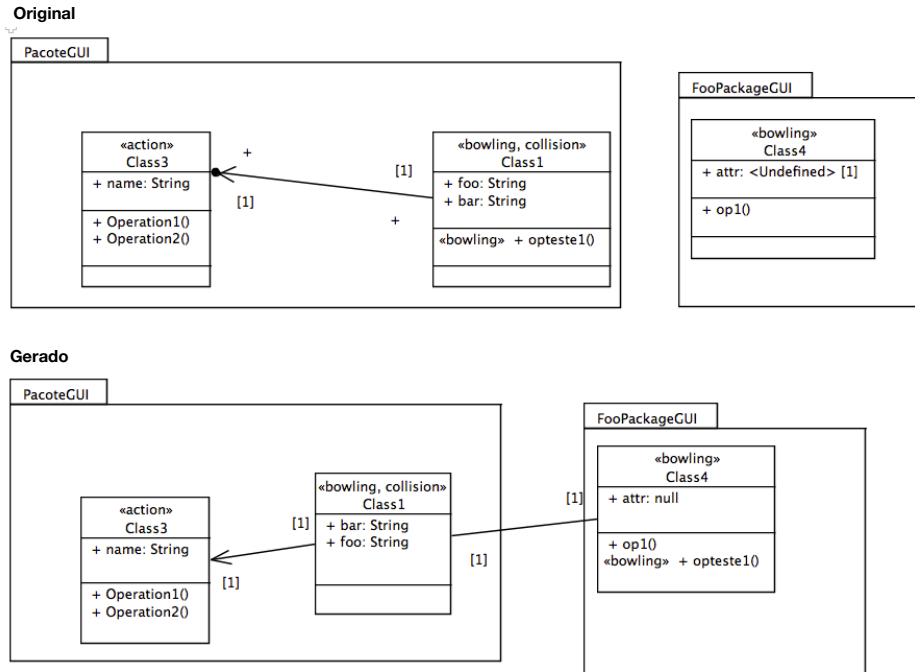 Original
PacoteGUI
«action»
Class3
+ name: String
+ Operation1()
+ Operation2()
+
[1]
[1]
+
«bowling, collision»
Class1
+ foo: String
+ bar: String
«bowling» + opteste1()
FooPackageGUI
«bowling»
Class4
+ attr: <Undefined> [1]
+ op1()
Gerado
PacoteGUI
«action»
Class3
+ name: String
+ Operation1()
+ Operation2()
[1]
[1]
«bowling, collision»
Class1
+ bar: String
+ foo: String
[1]
[1]
FooPackageGUI
«bowling»
Class4
+ attr: null
+ op1()
«bowling» + opteste1()